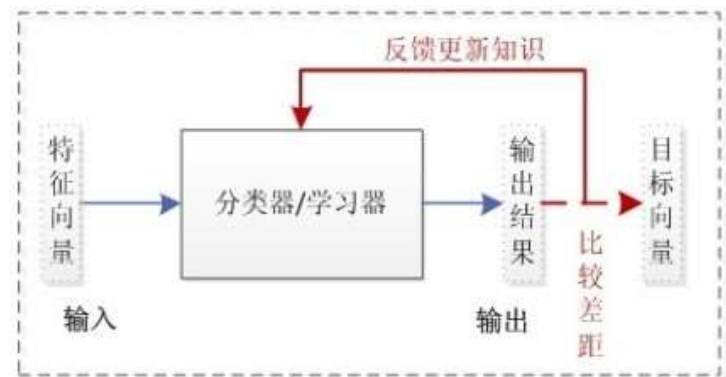 反馈更新知识
特征向量
分类器/学习器
输出结果
目标向量
输入
输出
比较差距